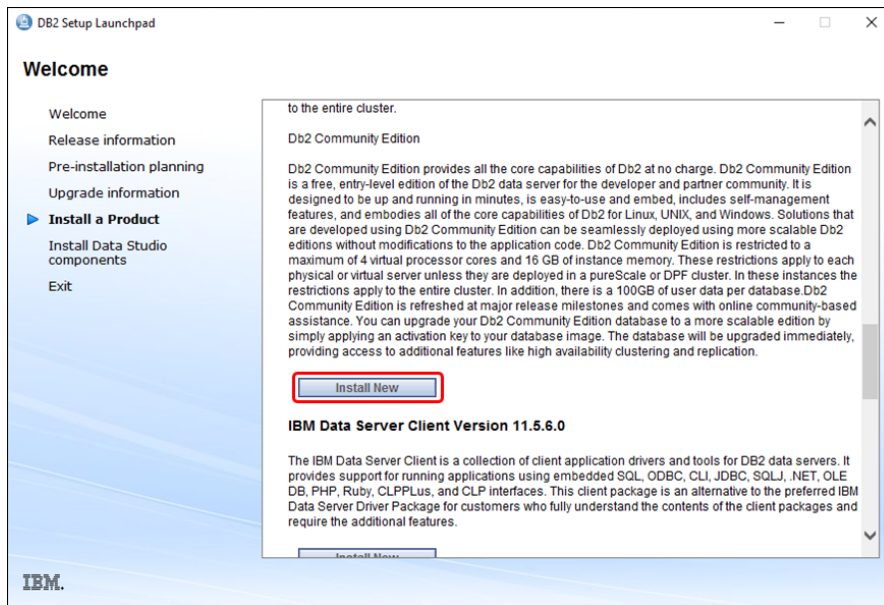 DB2 Setup Launchpad
Welcome
Welcome
Release information
Pre-installation planning
Upgrade information
Install a Product
Install Data Studio
components
Exit
to the entire cluster.
Db2 Community Edition
Db2 Community Edition provides all the core capabilities of Db2 at no charge. Db2 Community Edition
is a free, entry-level edition of the Db2 data server for the developer and partner community. It is
designed to be up and running in minutes, is easy-to-use and embed, includes self-management
features, and embodies all of the core capabilities of Db2 for Linux, UNIX, and Windows. Solutions that
are developed using Db2 Community Edition can be seamlessly deployed using more scalable Db2
editions without modifications to the application code. Db2 Community Edition is restricted to a
maximum of 4 virtual processor cores and 16 GB of instance memory. These restrictions apply to each
physical or virtual server unless they are deployed in a pureScale or DPF cluster. In these instances the
restrictions apply to the entire cluster. In addition, there is a 100GB of user data per database.Db2
Community Edition is refreshed at major release milestones and comes with online community-based
assistance. You can upgrade your Db2 Community Edition database to a more scalable edition by
simply applying an activation key to your database image. The database will be upgraded immediately,
providing access to additional features like high availability clustering and replication.
Install New
IBM Data Server Client Version 11.5.6.0
The IBM Data Server Client is a collection of client application drivers and tools for DB2 data servers. It
provides support for running applications using embedded SQL, ODBC, CLI, JDBC, SQLJ, .NET, OLE
DB, PHP, Ruby, CLPPLus, and CLP interfaces. This client package is an alternative to the preferred IBM
Data Server Driver Package for customers who fully understand the contents of the client packages and
require the additional features.
Install New
IBM.